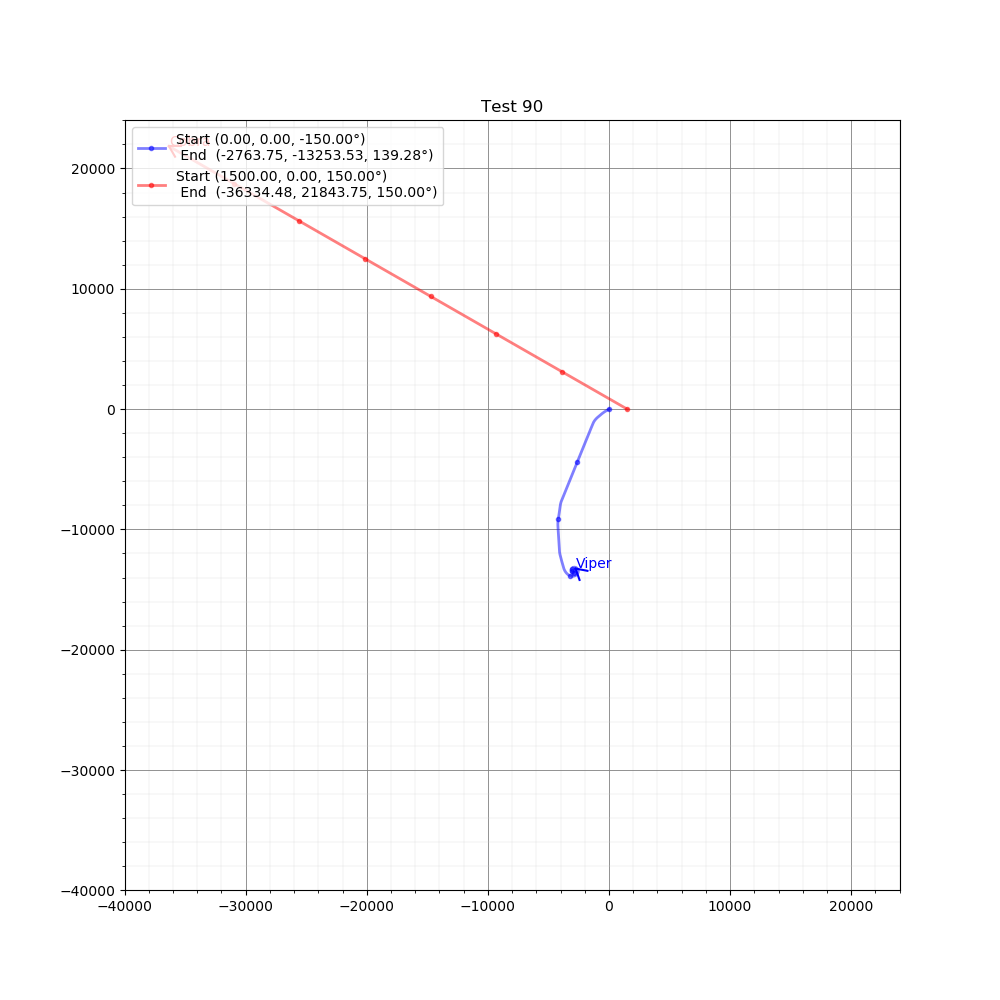 Test 90
Start (0.00, 0.00, -150.00°)
End (-2763.75, -13253.53, 139.28°)
Start (1500.00, 0.00, 150.00°)
End (-36334.48, 21843.75, 150.00°)
20000
10000
0
−10000
−20000
−30000
−40000
Viper
−40000 −30000 −20000 −10000 0 10000 20000